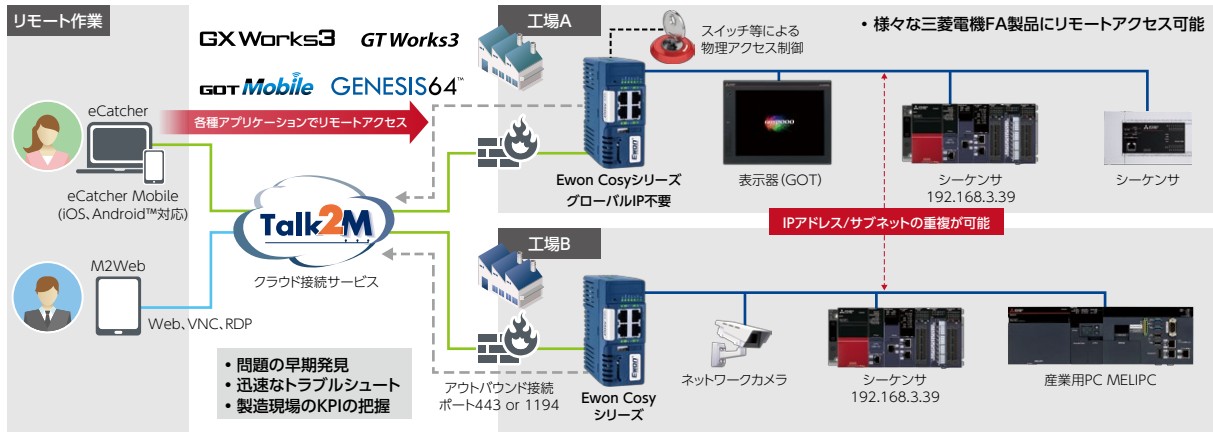 リモート作業
GX Works3
GT Works3
GOT Mobile
GENESIS64™
eCatcher
各種アプリケーションでリモートアクセス
eCatcher Mobile
(iOS、Android™対応)
Talk2M
クラウド接続サービス
M2Web
Web、VNC、RDP
・問題の早期発見
・迅速なトラブルシュート
・製造現場のKPIの把握
工場A
スイッチ等による
物理アクセス制御
・様々な三菱電機FA製品にリモートアクセス可能
Ewon
Ewon Cosyシリーズ
グローバルIP不要
表示器(GOT)
シーケンサ
192.168.3.39
シーケンサ
IPアドレス/サブネットの重複が可能
工場B
アウトバウンド接続
ポート443 or 1194
Ewon
Ewon Cosy
シリーズ
ネットワークカメラ
シーケンサ
192.168.3.39
産業用PC MELIPC